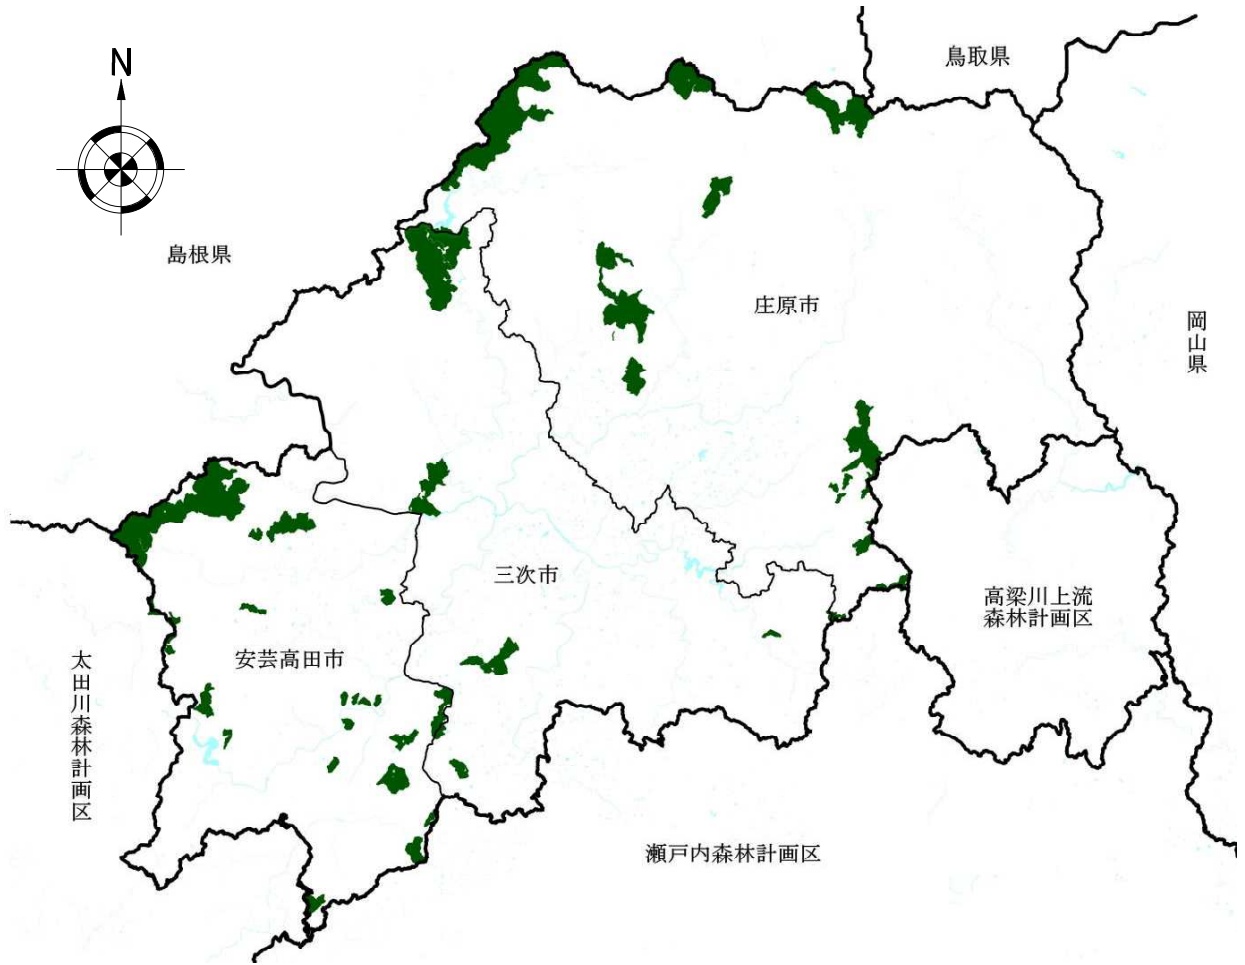 N
鳥取県
島根県
庄原市
岡山県
三次市
高梁川上流
森林計画区
安芸高田市
太田川森林計画区
瀬戸内森林計画区